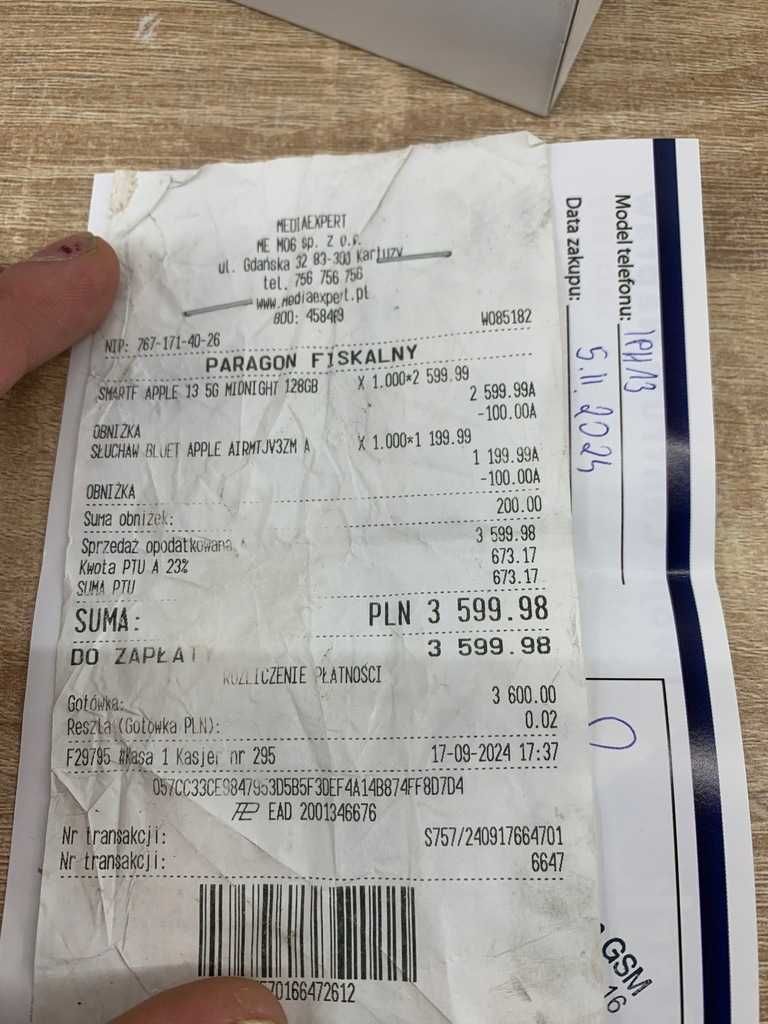 MEDIAEXPERT
ME M06 sp. z o.o.
ul. Gdańska 32 83-300 Kartuzy
tel. 756 756 756
www.mediaexpert.pl
BDO: 458449
W085182
NIP: 767-171-40-26
PARAGON FISKALNY
SMARTF APPLE 13 5G MIDNIGHT 128GB X 1.000*2 599.99
2 599.99A
OBNIŻKA -100.00A
SŁUCHAW BLUET APPLE AIRMTJV3ZM A X 1.000*1 199.99
1 199.99A
OBNIŻKA -100.00A
Suma obniżek: 200.00
Sprzedaż opodatkowana A 3 599.98
Kwota PTU A 23% 673.17
SUMA PTU 673.17
SUMA: PLN 3 599.98
DO ZAPŁATY 3 599.98
ROZLICZENIE PŁATNOŚCI
Gotówka: 3 600.00
Reszta (Gotówka PLN): 0.02
F29795 #Kasa 1 Kasjer nr 295 17-09-2024 17:37
057CC33CE9847953D5B5F3DEF4A14B874FF8D7D4
EAD 2001346676
Nr transakcji: S757/240917664701
Nr transakcji: 6647
70166472612
Model telefonu: IPH13
Data zakupu: 5.11.2024
GSM
16